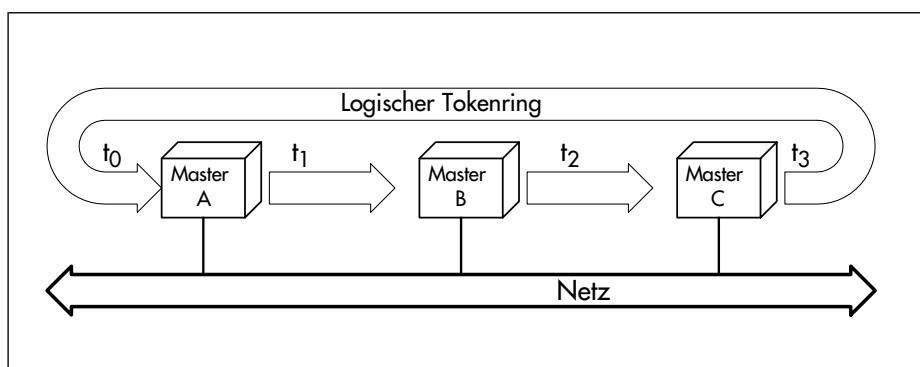 Logischer Tokenring
t0
Master
A
t1
Master
B
t2
Master
C
t3
Netz